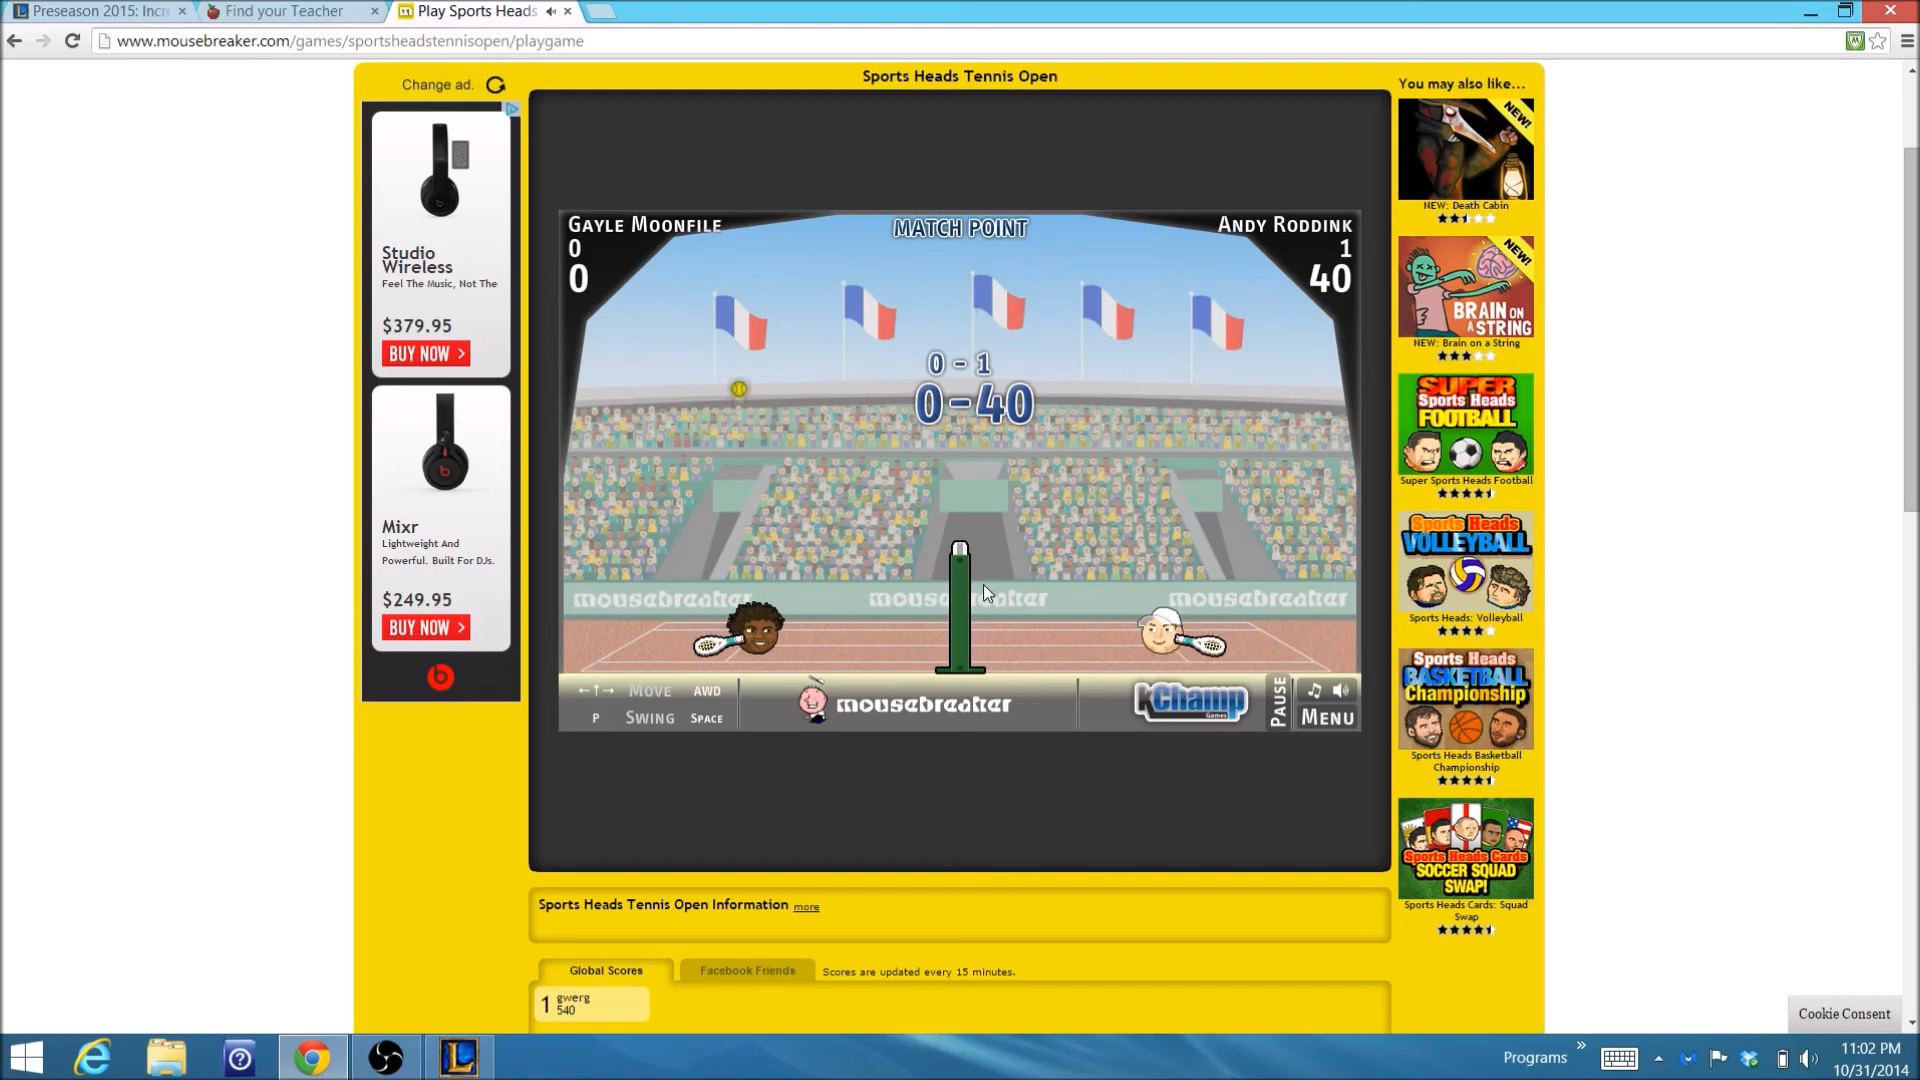 Preseason 2015: Incre
Find your Teacher
Play Sports Heads
www.mousebreaker.com/games/sportsheadstennisopen/playgame
Change ad.
Sports Heads Tennis Open
You may also like...
Studio
Wireless
Feel The Music, Not The
$379.95
BUY NOW >
Mixr
Lightweight And
Powerful. Built For DJs.
$249.95
BUY NOW >
b
GAYLE MOONFILE
0
0
MATCH POINT
ANDY RODDINK
1
40
0 - 1
0-40
mousebreaker mousebreaker mousebreaker
←↑→ MOVE AWD
P SWING SPACE
mousebreaker
kChamp
Games
PAUSE
MENU
NEW!
NEW: Death Cabin
NEW!
BRAIN ON
A STRING
NEW: Brain on a String
SUPER
Sports Heads
FOOTBALL
Super Sports Heads Football
Sports Heads
VOLLEYBALL
Sports Heads: Volleyball
Sports Heads
BASKETBALL
Championship
Sports Heads Basketball
Championship
Sports Heads Cards
SOCCER SQUAD
SWAP!
Sports Heads Cards: Squad
Swap
Sports Heads Tennis Open Information more
Global Scores
Facebook Friends
Scores are updated every 15 minutes.
1 gwerg
540
Cookie Consent
Programs
11:02 PM
10/31/2014